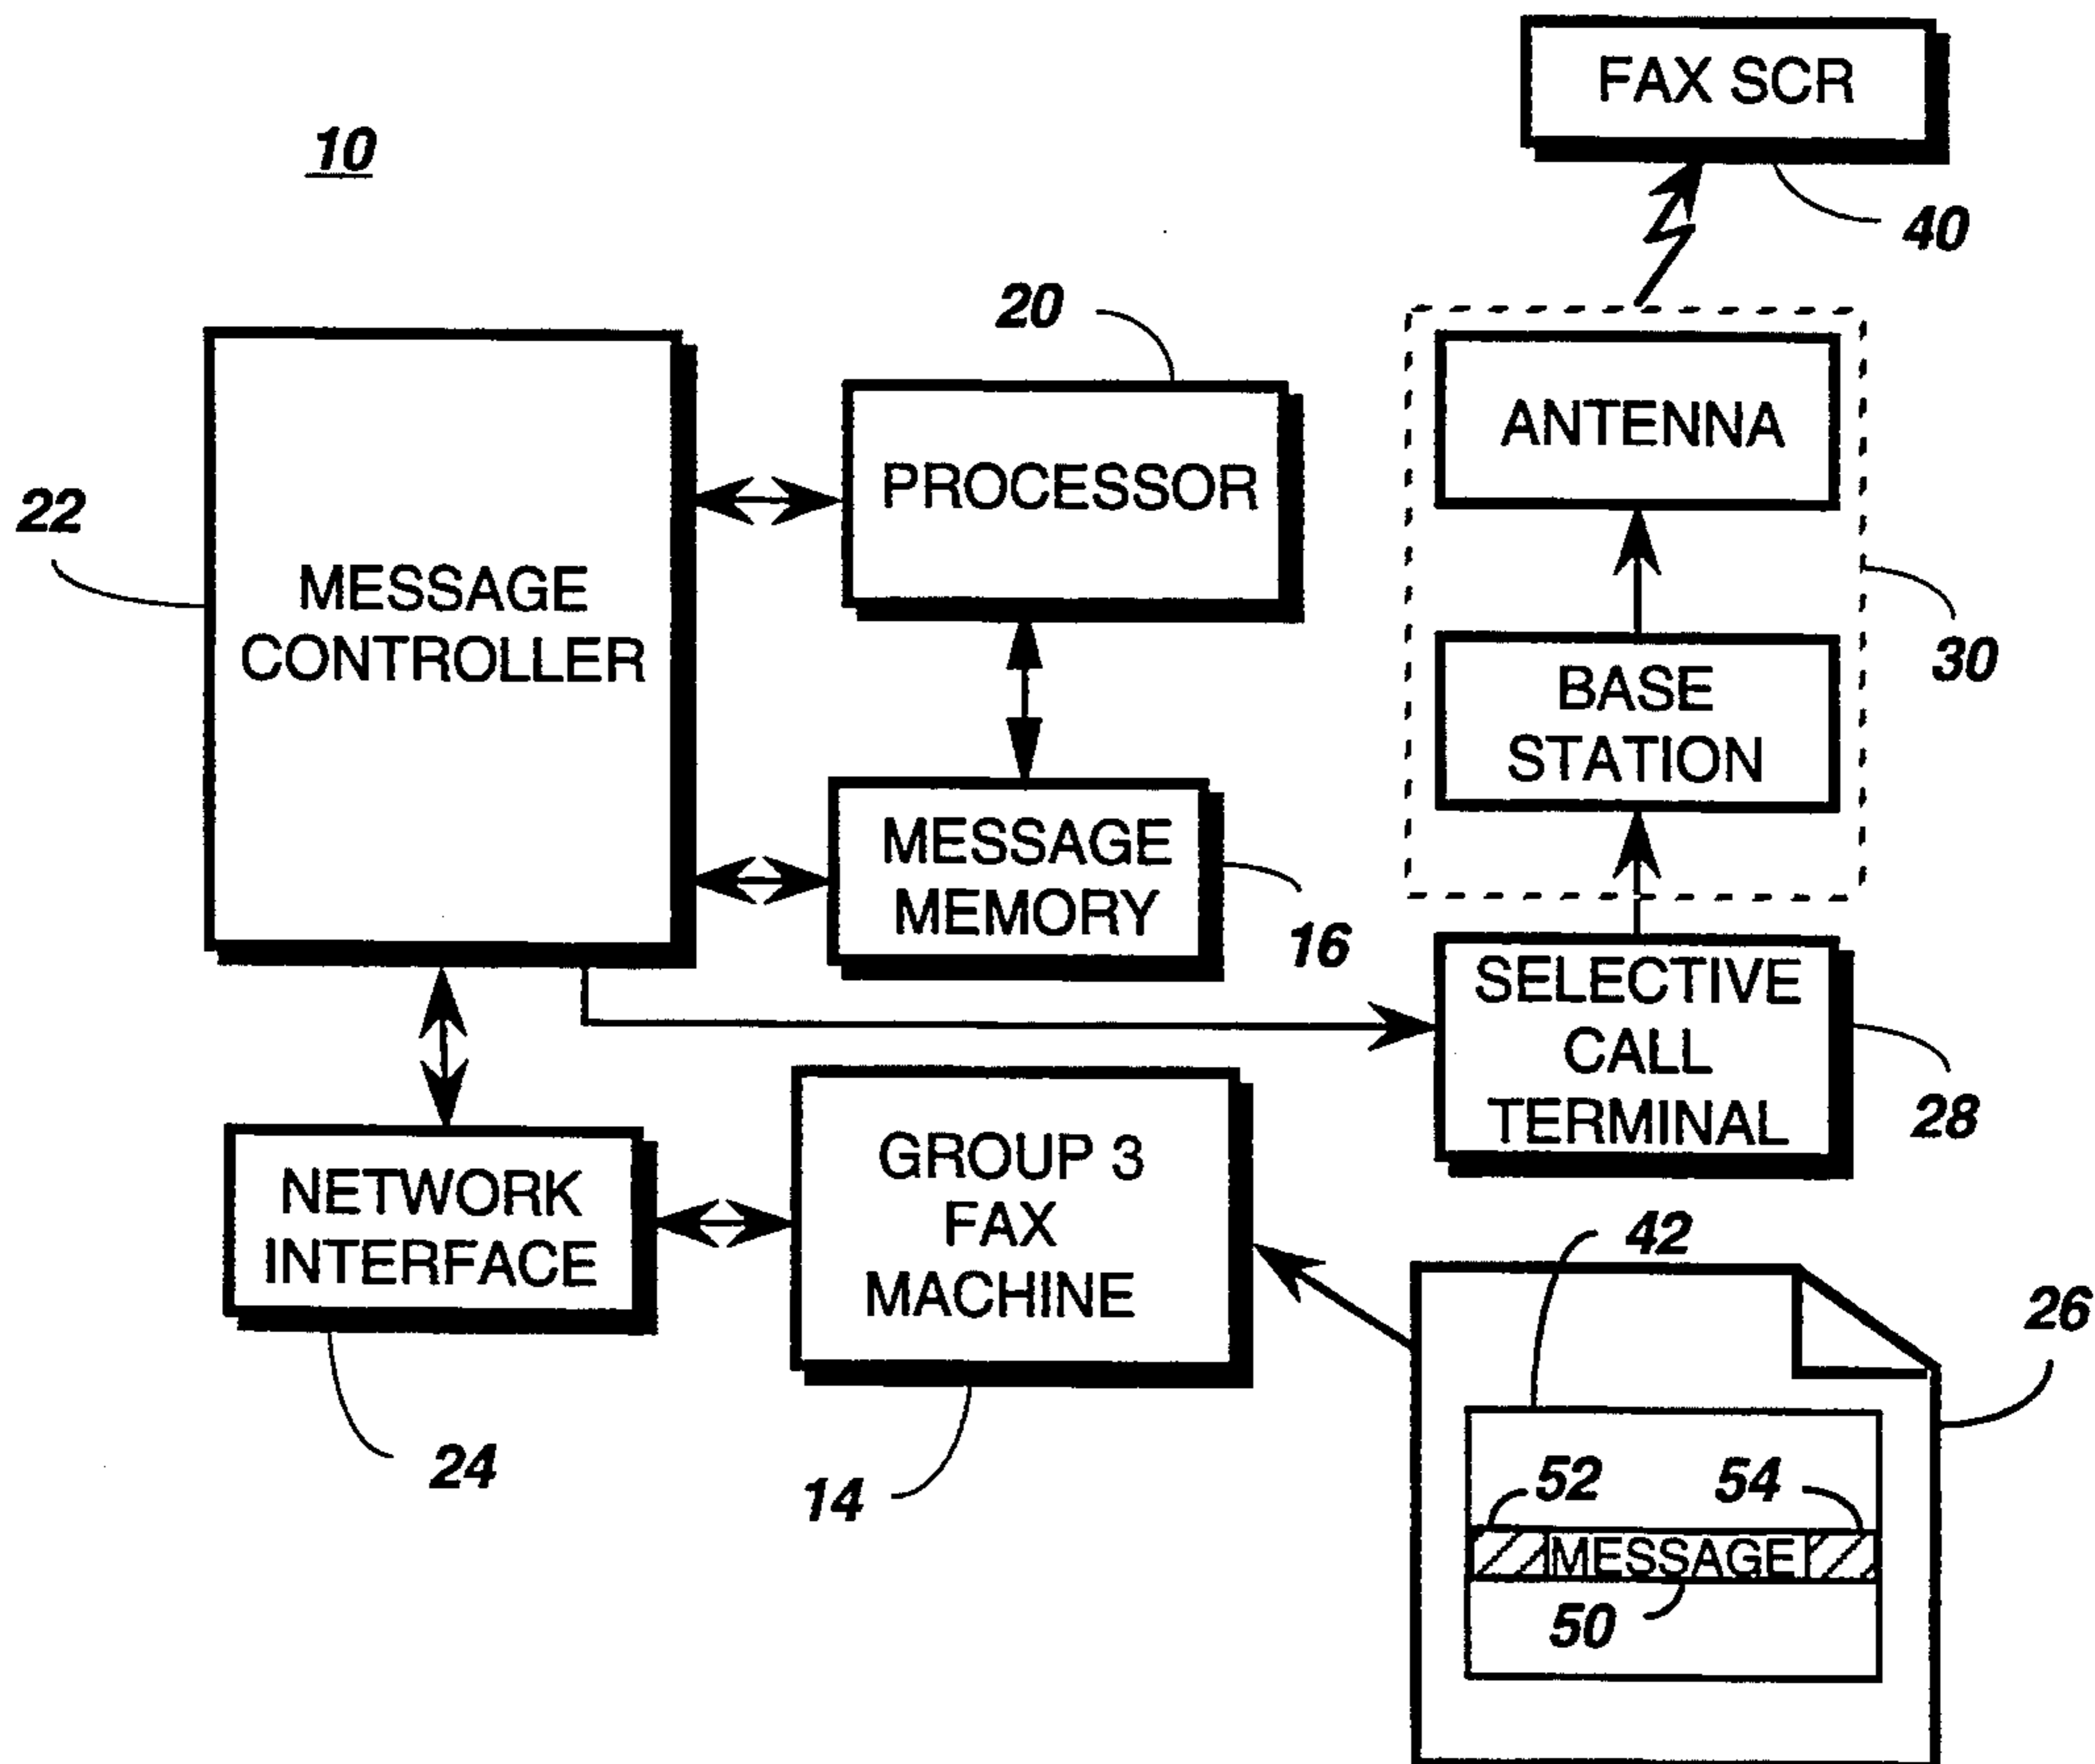 FAX SCR
10
40
20
ANTENNA
PROCESSOR
22
MESSAGE
CONTROLLER
30
BASE
STATION
MESSAGE
MEMORY
16
SELECTIVE
CALL
TERMINAL
28
GROUP 3
FAX
MACHINE
NETWORK
INTERFACE
42
26
24
14
52
54
MESSAGE
50